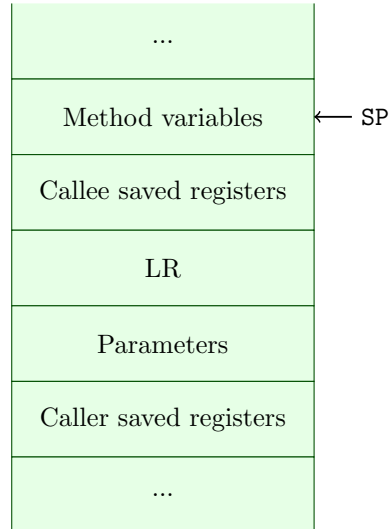 ...
Method variables
SP
Callee saved registers
LR
Parameters
Caller saved registers
...